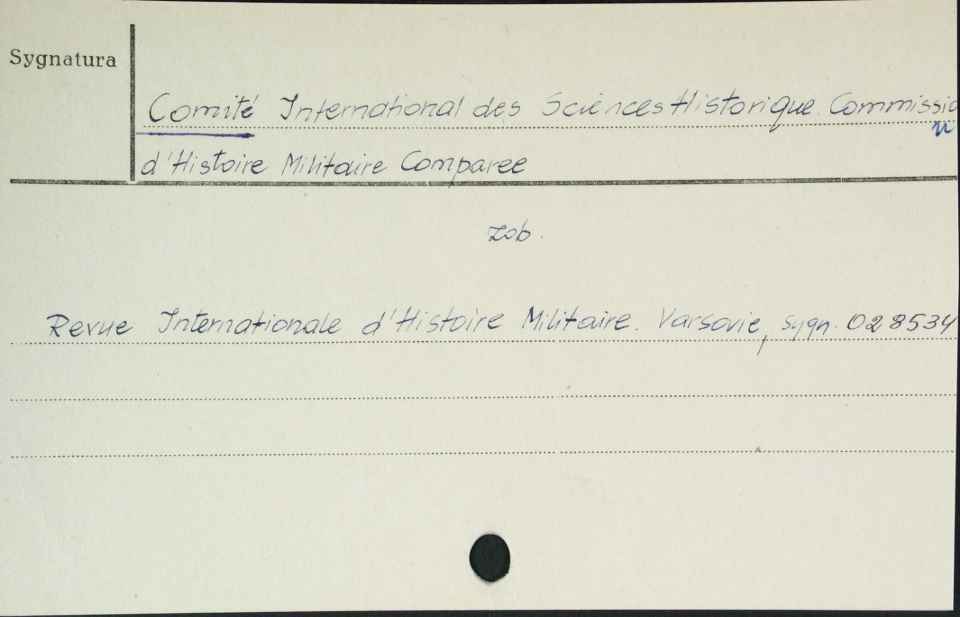 Sygnatura
Comité International des Sciences Historique. Commissio
n
d'Histoire Militaire Comparee
zob.
Revue Internationale d'Histoire Militaire. Varsovie, sygn. 028534